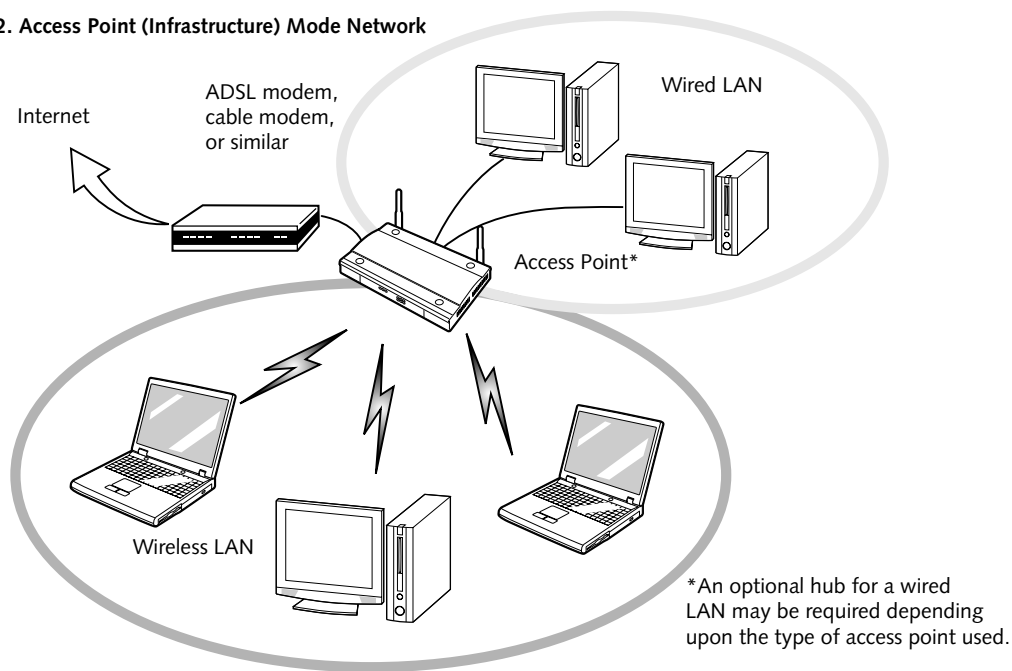 2. Access Point (Infrastructure) Mode Network
Internet
ADSL modem,
cable modem,
or similar
Wired LAN
Access Point*
Wireless LAN
*An optional hub for a wired
LAN may be required depending
upon the type of access point used.